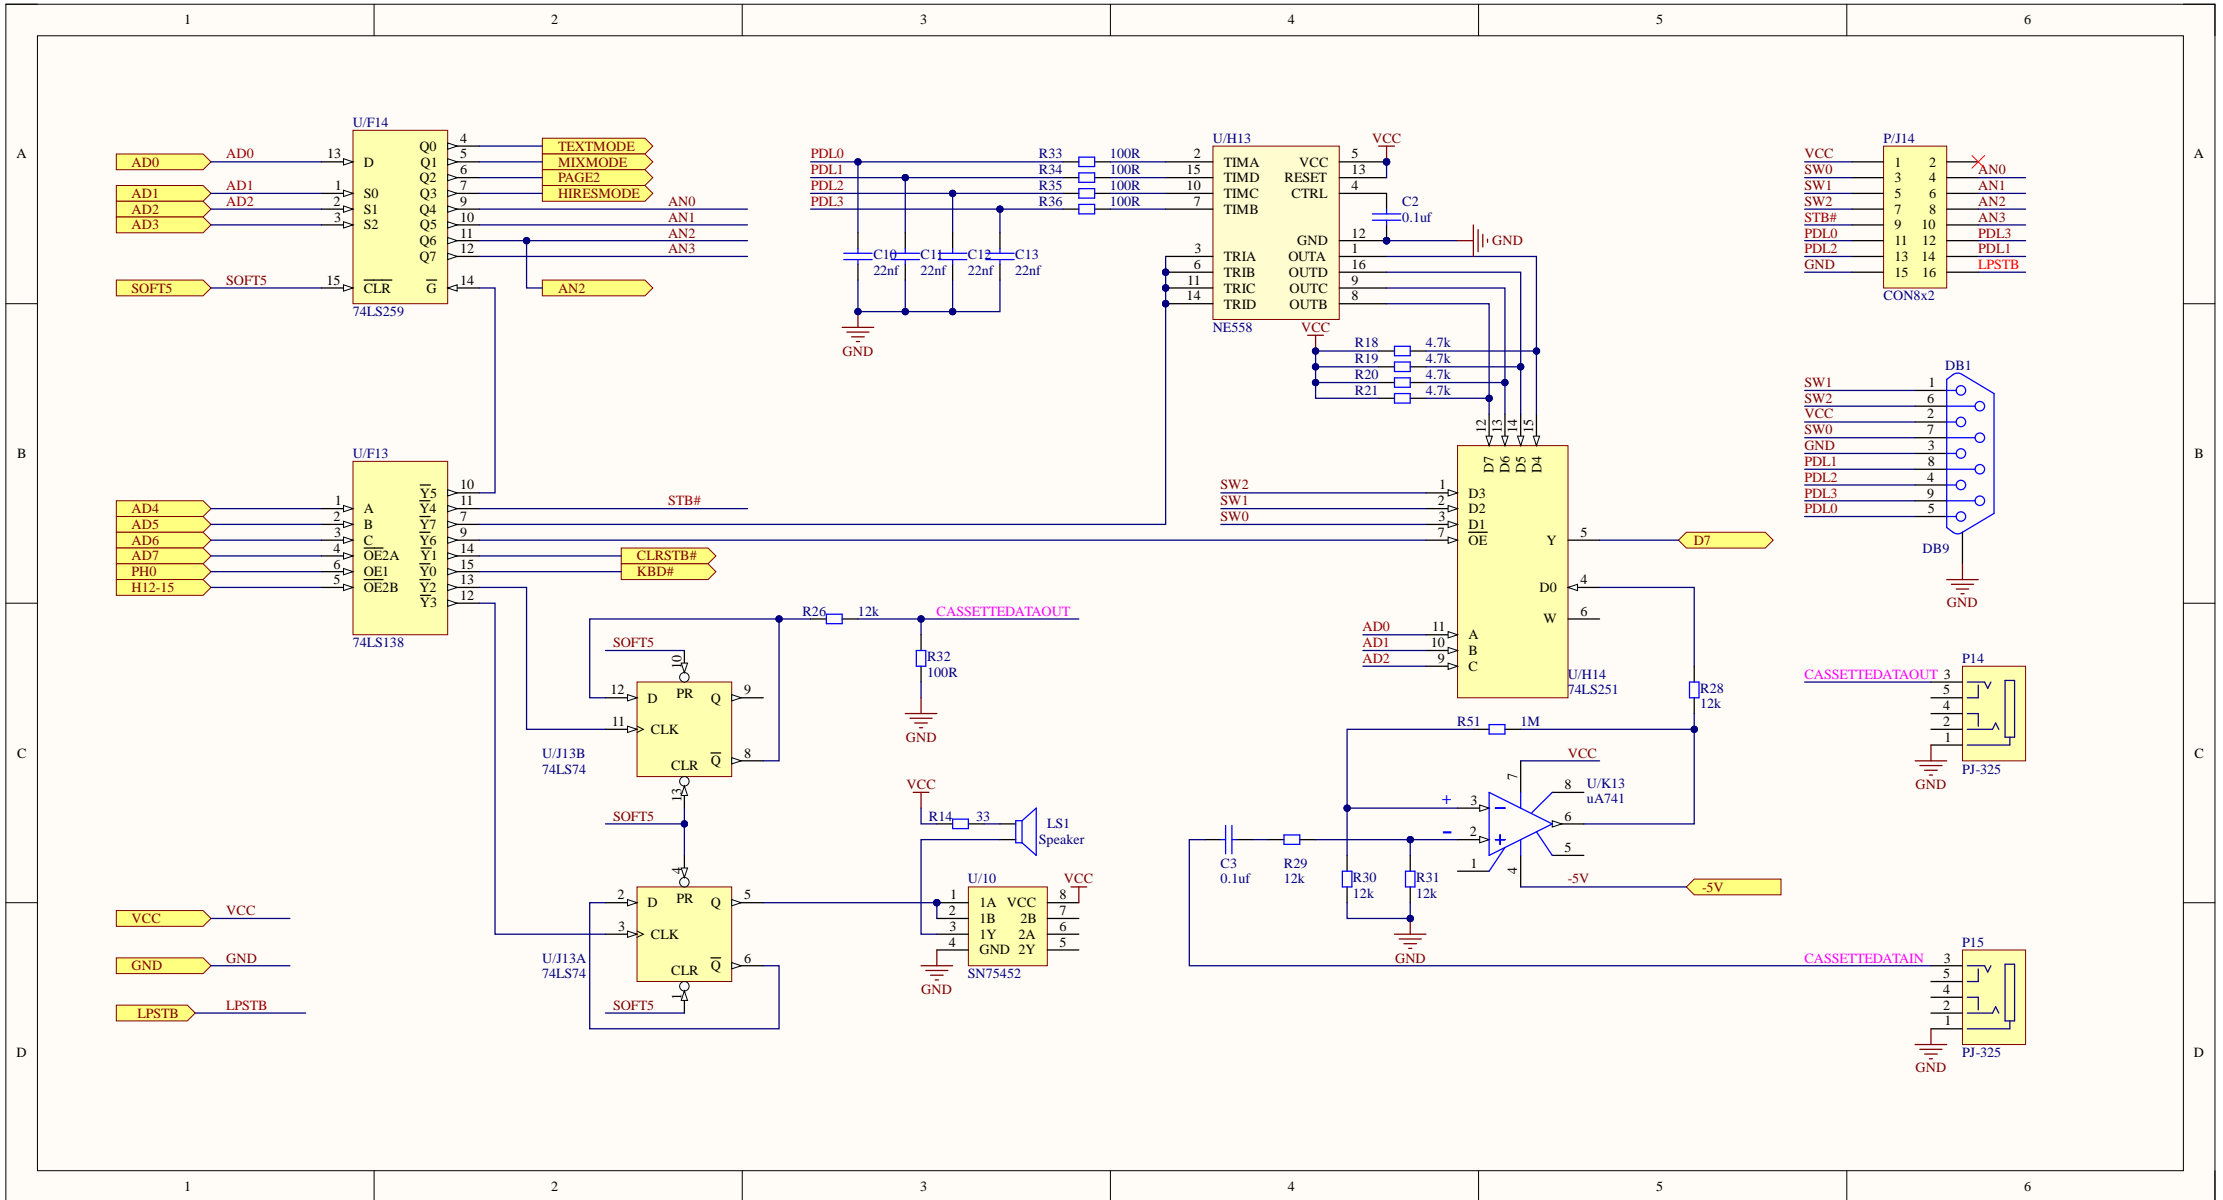 1 2 3 4 5 6
A
B
C
D
A
B
C
D
1 2 3 4 5 6
U/F14
AD0 AD0 13 D
AD1 AD1 1 S0
AD2 AD2 2 S1
AD3 3 S2
SOFT5 SOFT5 15 CLR
Q0 4 TEXTMODE
Q1 5 MIXMODE
Q2 6 PAGE2
Q3 7 HIRESMODE
Q4 9 AN0
Q5 10 AN1
Q6 11 AN2
Q7 12 AN3
G 14 AN2
74LS259
U/F13
AD4 1 A
AD5 2 B
AD6 3 C
AD7 4 OE2A
PH0 6 OE1
H12-15 5 OE2B
Y5 10
Y4 11 STB#
Y7 7
Y6 9
Y1 14 CLRSTB#
Y0 15 KBD#
Y2 13
Y3 12
74LS138
VCC VCC
GND GND
LPSTB LPSTB
PDL0 R33 100R
PDL1 R34 100R
PDL2 R35 100R
PDL3 R36 100R
C10 C11 C12 C13
22nf 22nf 22nf 22nf
GND
U/H13
2 TIMA
15 TIMD
10 TIMC
7 TIMB
3 TRIA
6 TRIB
11 TRIC
14 TRID
VCC 5 VCC
RESET 13
CTRL 4
GND 12 GND
OUTA 1
OUTD 16
OUTC 9
OUTB 8
NE558
C2
0.1uf
VCC
R18 4.7k
R19 4.7k
R20 4.7k
R21 4.7k
12 13 14 15
D7 D6 D5 D4
SW2 1 D3
SW1 2 D2
SW0 3 D1
7 OE
Y 5 D7
D0 4
W 6
AD0 11 A
AD1 10 B
AD2 9 C
U/H14
74LS251
R26 12k CASSETTEDATAOUT
R32
100R
GND
SOFT5 10
12 D PR Q 9
11 CLK
CLR Q 8
U/J13B
74LS74
13
SOFT5
4
2 D PR Q 5
3 CLK
CLR Q 6
U/J13A
74LS74
SOFT5 1
VCC
R14 33
LS1
Speaker
U/10
1 1A VCC 8 VCC
2 1B 2B 7
3 1Y 2A 6
4 GND 2Y 5
SN75452
GND
R28
12k
R51 1M
VCC
7
8 U/K13
uA741
+ 3 −
- 2 +
6
5
1
4
-5V -5V
C3
0.1uf
R29
12k
R30
12k
R31
12k
GND
P/J14
VCC 1 2
SW0 3 4 AN0
SW1 5 6 AN1
SW2 7 8 AN2
STB# 9 10 AN3
PDL0 11 12 PDL3
PDL2 13 14 PDL1
GND 15 16 LPSTB
CON8x2
DB1
SW1 1
SW2 6
VCC 2
SW0 7
GND 3
PDL1 8
PDL2 4
PDL3 9
PDL0 5
DB9
GND
P14
CASSETTEDATAOUT 3
5
4
2
1
GND
PJ-325
P15
CASSETTEDATAIN 3
5
4
2
1
GND
PJ-325